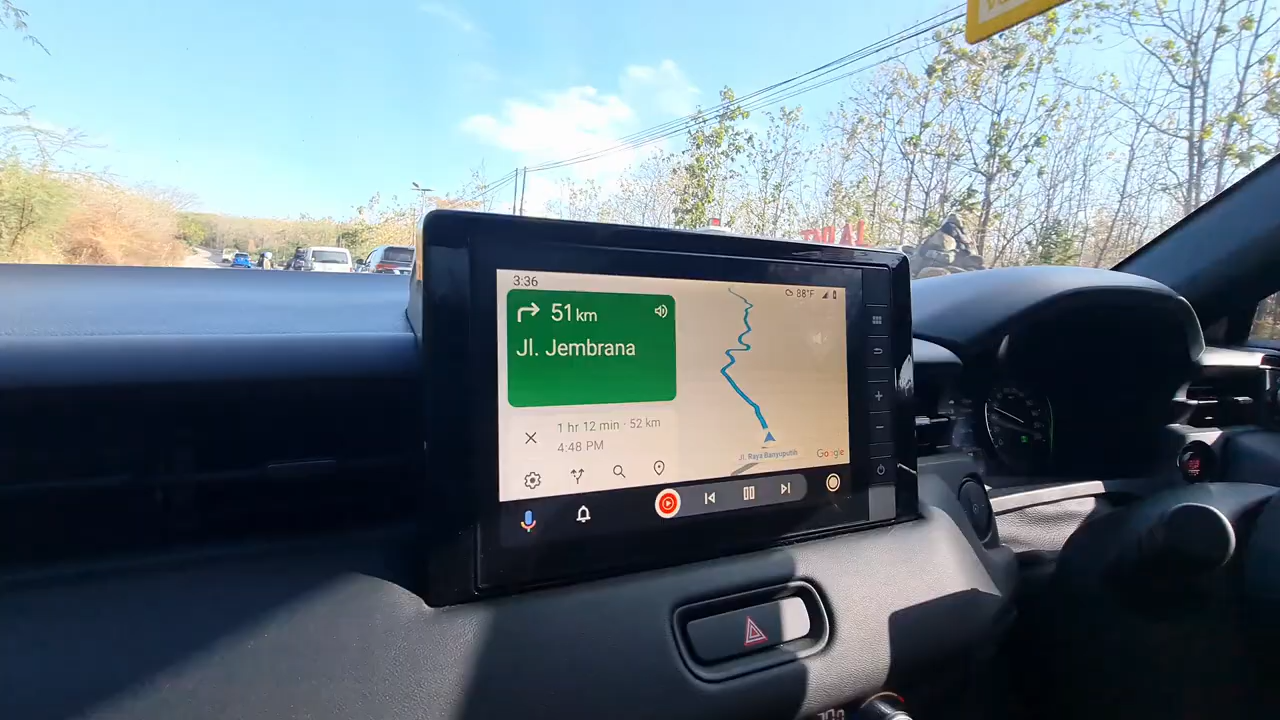 3:36
88°F
51 km
Jl. Jembrana
1 hr 12 min · 52 km
4:48 PM
Jl. Raya Banyuputih
Google